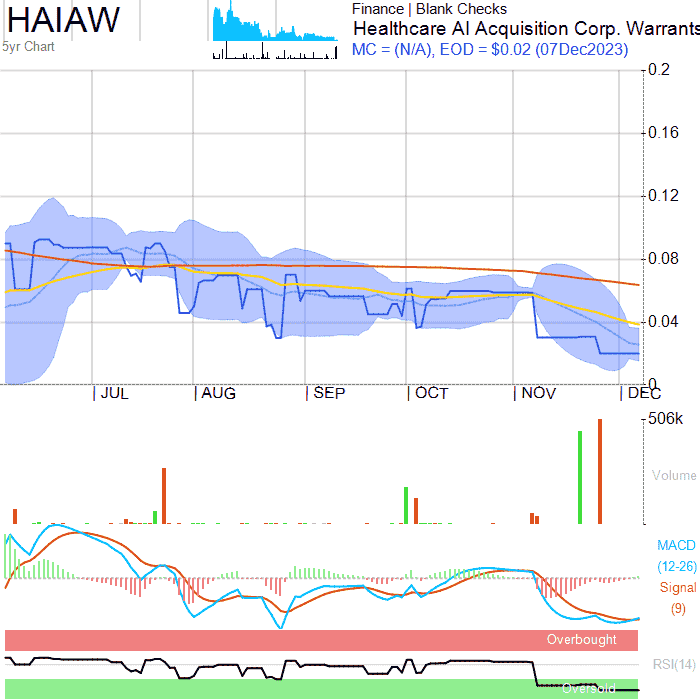 HAIAW
5yr Chart
Finance | Blank Checks
Healthcare AI Acquisition Corp. Warrants
MC = (N/A), EOD = $0.02 (07Dec2023)
0.2
0.16
0.12
0.08
0.04
0
JUL AUG SEP OCT NOV DEC
506k
Volume
MACD
(12-26)
Signal
(9)
Overbought
RSI(14)
Oversold